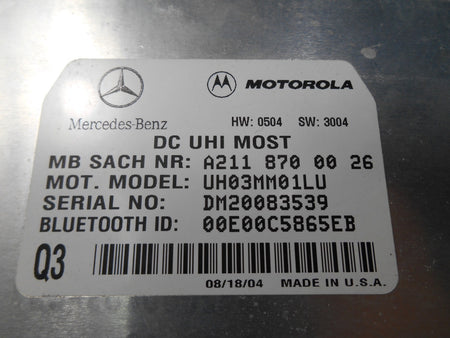 MOTOROLA
Mercedes-Benz HW: 0504 SW: 3004
DC UHI MOST
MB SACH NR: A211 870 00 26
MOT. MODEL: UH03MM01LU
SERIAL NO: DM20083539
BLUETOOTH ID: 00E00C5865EB
Q3
08/18/04 MADE IN U.S.A.